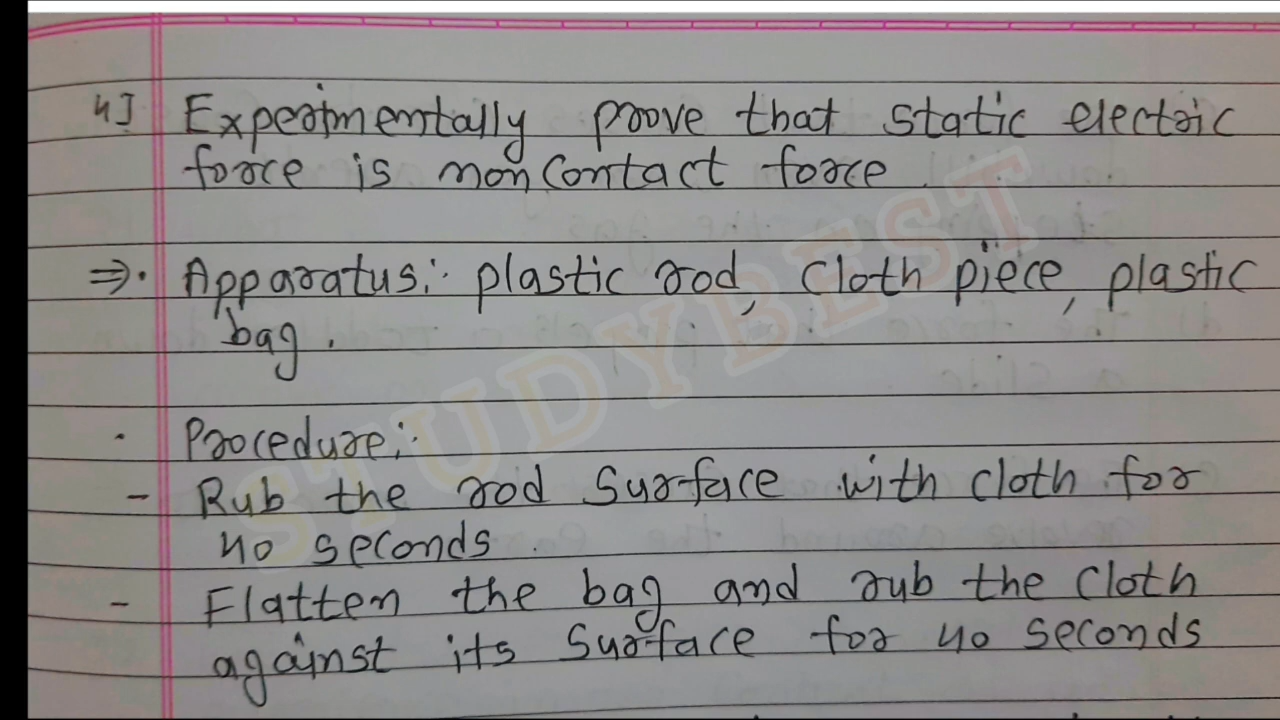 4] Experimentally prove that static electric
force is non contact force.
⇒. Apparatus:- plastic rod, cloth piece, plastic
bag.
. Procedure:-
- Rub the rod surface with cloth for
40 seconds.
- Flatten the bag and rub the cloth
against its surface for 40 seconds
STUDYBEST